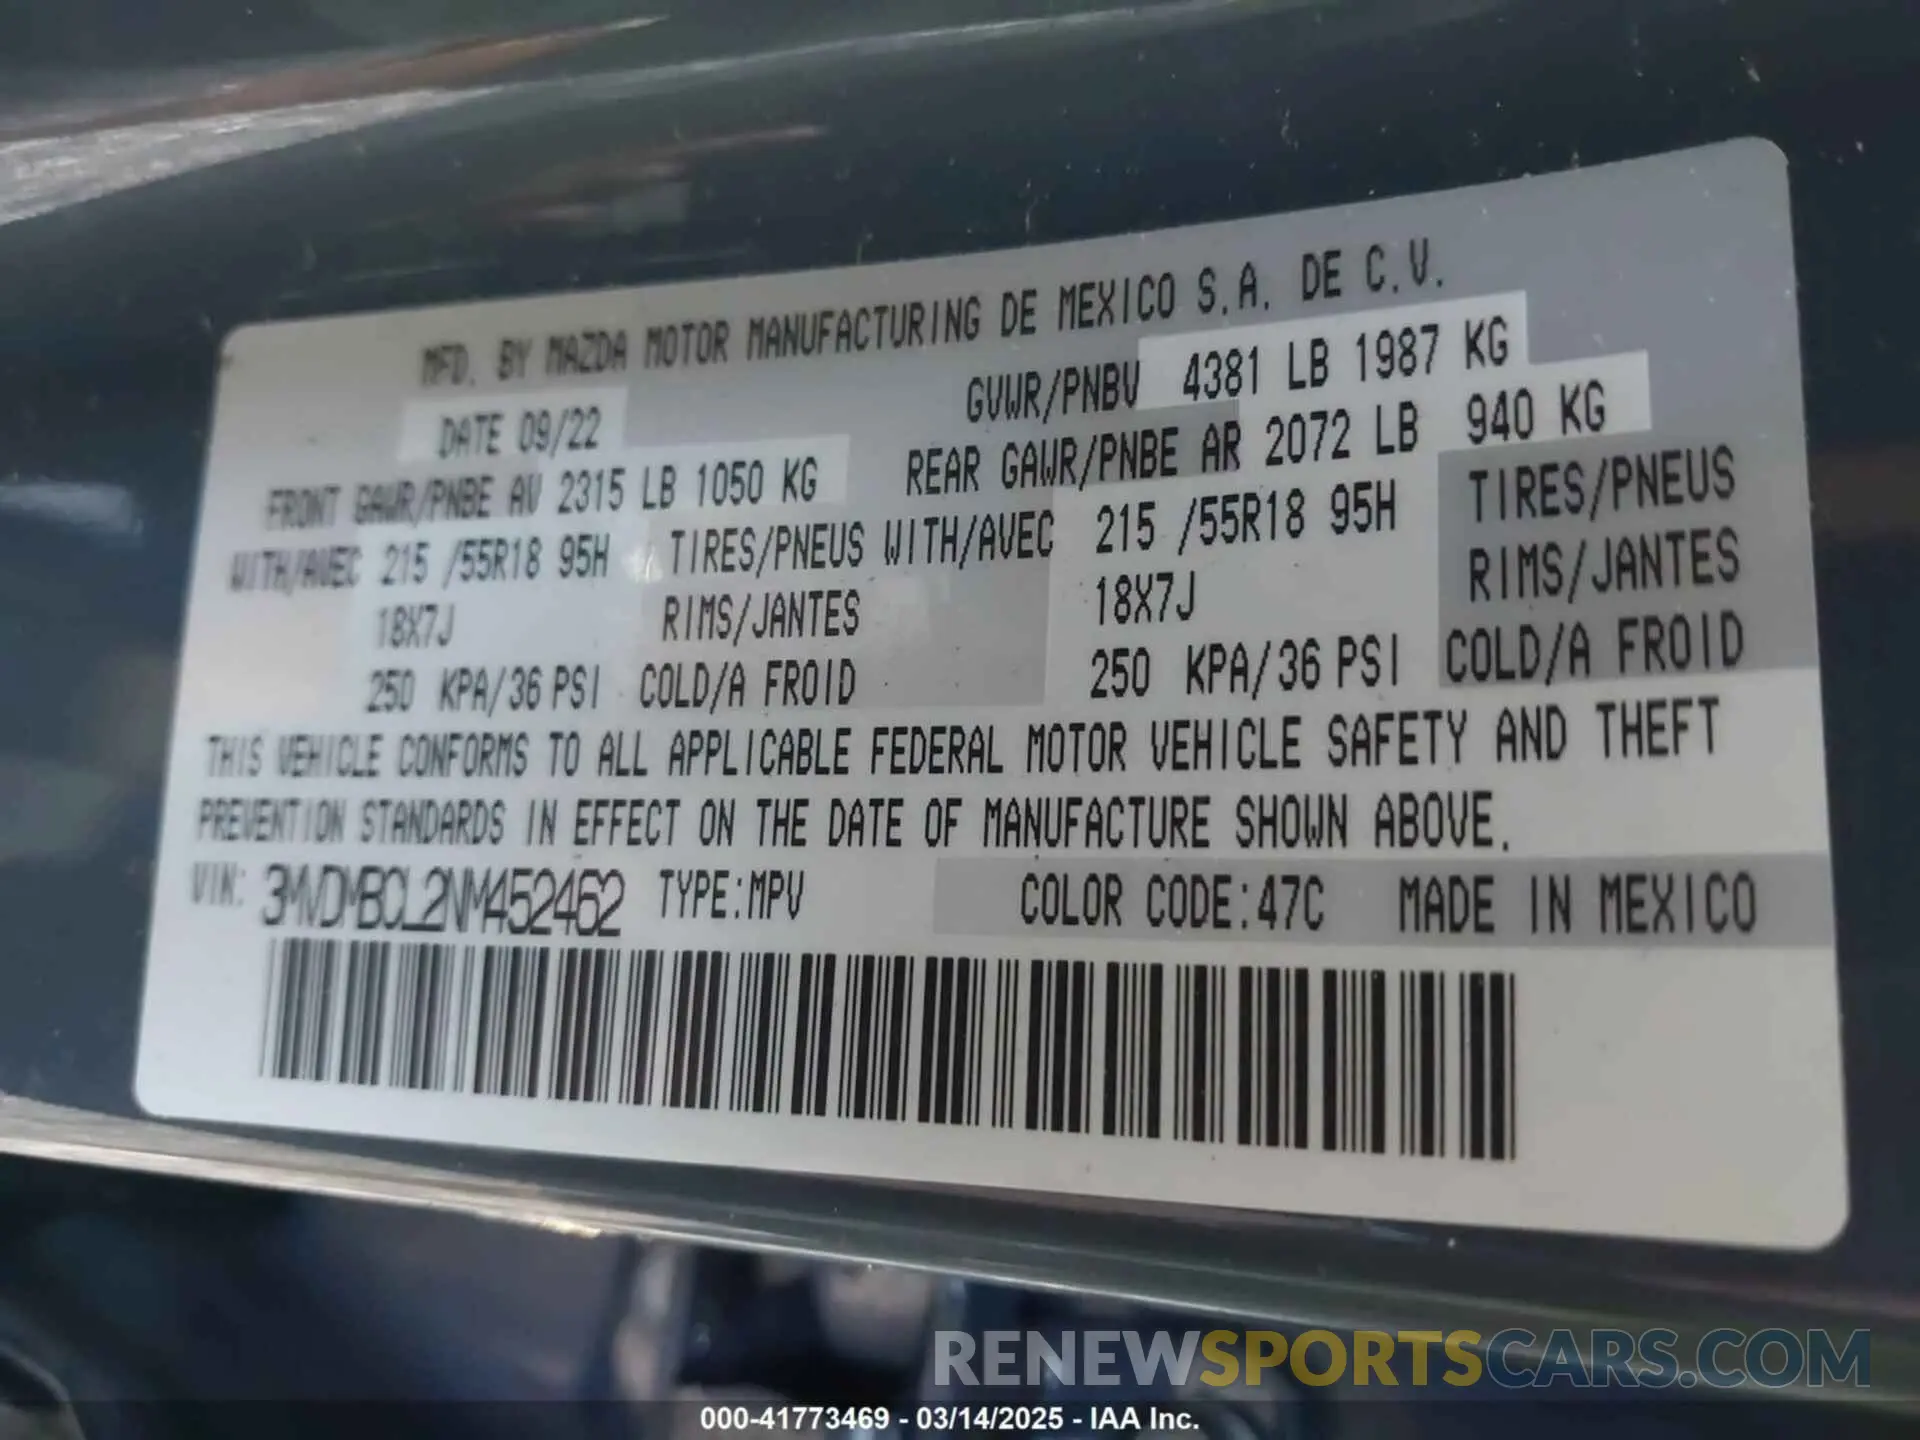 MFD. BY MAZDA MOTOR MANUFACTURING DE MEXICO S.A. DE C.V.
DATE 09/22 GVWR/PNBV 4381 LB 1987 KG
FRONT GAWR/PNBE AV 2315 LB 1050 KG REAR GAWR/PNBE AR 2072 LB 940 KG
WITH/AVEC 215 /55R18 95H TIRES/PNEUS WITH/AVEC 215 /55R18 95H TIRES/PNEUS
18X7J RIMS/JANTES 18X7J RIMS/JANTES
250 KPA/36 PSI COLD/A FROID 250 KPA/36 PSI COLD/A FROID
THIS VEHICLE CONFORMS TO ALL APPLICABLE FEDERAL MOTOR VEHICLE SAFETY AND THEFT
PREVENTION STANDARDS IN EFFECT ON THE DATE OF MANUFACTURE SHOWN ABOVE.
VIN: 3MVDMBCL2NM452462 TYPE:MPV COLOR CODE:47C MADE IN MEXICO
RENEWSPORTSCARS.COM
000-41773469 - 03/14/2025 - IAA Inc.